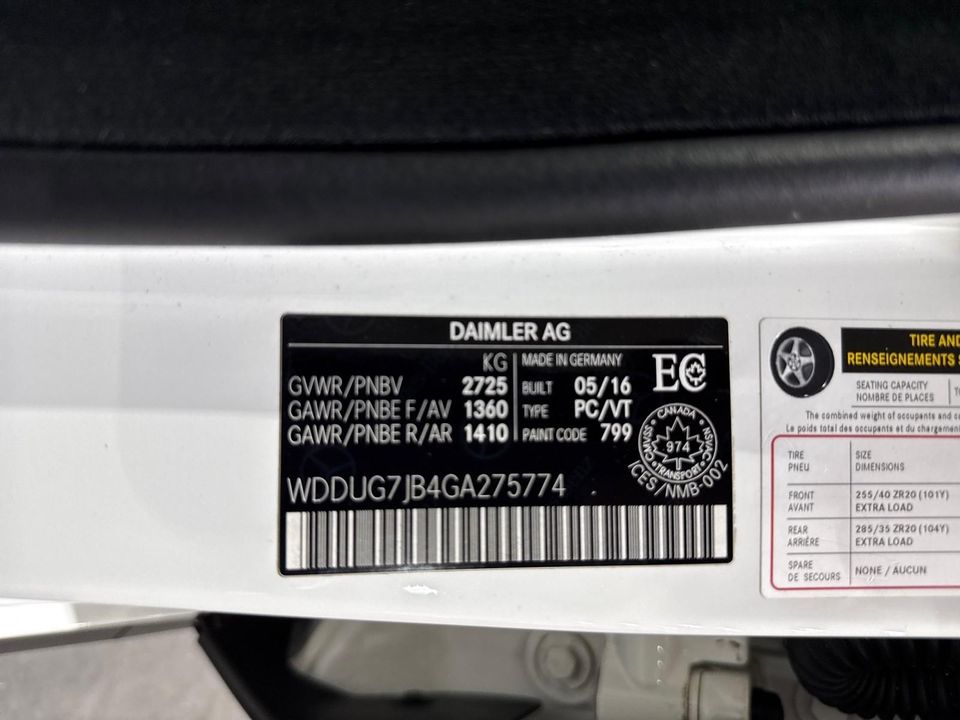 DAIMLER AG
KG
GVWR/PNBV 2725
GAWR/PNBE F/AV 1360
GAWR/PNBE R/AR 1410
MADE IN GERMANY
BUILT 05/16
TYPE PC/VT
PAINT CODE 799
EC
CANADA
974
TRANSPORT
CMVSS
NSVAC
ICES/NMB-002
WDDUG7JB4GA275774
TIRE AND
RENSEIGNEMENTS S
SEATING CAPACITY
NOMBRE DE PLACES
The combined weight of occupants and c
Le poids total des occupants et du chargement
TIRE SIZE
PNEU DIMENSIONS
FRONT 255/40 ZR20 (101Y)
AVANT EXTRA LOAD
REAR 285/35 ZR20 (104Y)
ARRIÈRE EXTRA LOAD
SPARE NONE / AUCUN
DE SECOURS